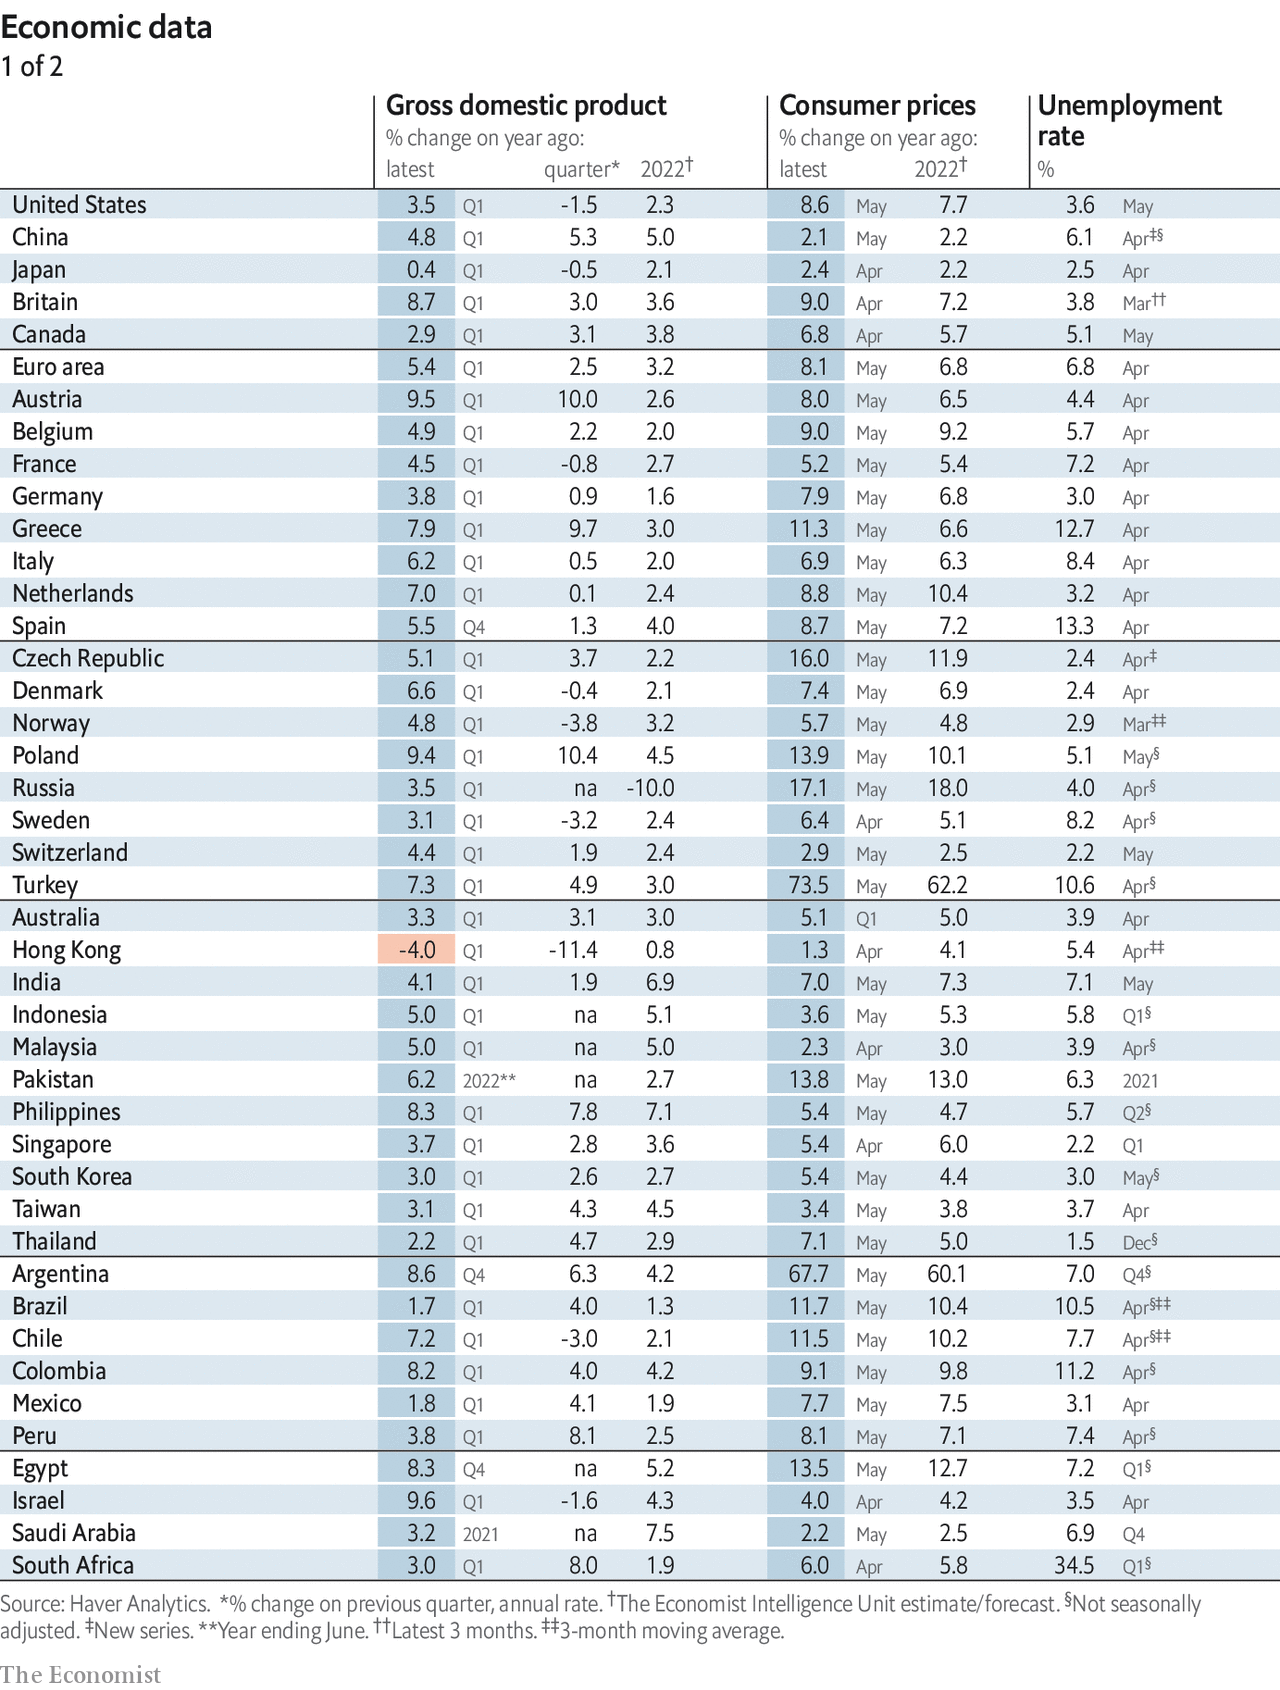 Economic data
1 of 2
Gross domestic product Consumer prices Unemployment
% change on year ago: % change on year ago: rate
latest quarter* 2022† latest 2022† %
United States 3.5 Q1 -1.5 2.3 8.6 May 7.7 3.6 May
China 4.8 Q1 5.3 5.0 2.1 May 2.2 6.1 Apr‡§
Japan 0.4 Q1 -0.5 2.1 2.4 Apr 2.2 2.5 Apr
Britain 8.7 Q1 3.0 3.6 9.0 Apr 7.2 3.8 Mar††
Canada 2.9 Q1 3.1 3.8 6.8 Apr 5.7 5.1 May
Euro area 5.4 Q1 2.5 3.2 8.1 May 6.8 6.8 Apr
Austria 9.5 Q1 10.0 2.6 8.0 May 6.5 4.4 Apr
Belgium 4.9 Q1 2.2 2.0 9.0 May 9.2 5.7 Apr
France 4.5 Q1 -0.8 2.7 5.2 May 5.4 7.2 Apr
Germany 3.8 Q1 0.9 1.6 7.9 May 6.8 3.0 Apr
Greece 7.9 Q1 9.7 3.0 11.3 May 6.6 12.7 Apr
Italy 6.2 Q1 0.5 2.0 6.9 May 6.3 8.4 Apr
Netherlands 7.0 Q1 0.1 2.4 8.8 May 10.4 3.2 Apr
Spain 5.5 Q4 1.3 4.0 8.7 May 7.2 13.3 Apr
Czech Republic 5.1 Q1 3.7 2.2 16.0 May 11.9 2.4 Apr‡
Denmark 6.6 Q1 -0.4 2.1 7.4 May 6.9 2.4 Apr
Norway 4.8 Q1 -3.8 3.2 5.7 May 4.8 2.9 Mar‡‡
Poland 9.4 Q1 10.4 4.5 13.9 May 10.1 5.1 May§
Russia 3.5 Q1 na -10.0 17.1 May 18.0 4.0 Apr§
Sweden 3.1 Q1 -3.2 2.4 6.4 Apr 5.1 8.2 Apr§
Switzerland 4.4 Q1 1.9 2.4 2.9 May 2.5 2.2 May
Turkey 7.3 Q1 4.9 3.0 73.5 May 62.2 10.6 Apr§
Australia 3.3 Q1 3.1 3.0 5.1 Q1 5.0 3.9 Apr
Hong Kong -4.0 Q1 -11.4 0.8 1.3 Apr 4.1 5.4 Apr‡‡
India 4.1 Q1 1.9 6.9 7.0 May 7.3 7.1 May
Indonesia 5.0 Q1 na 5.1 3.6 May 5.3 5.8 Q1§
Malaysia 5.0 Q1 na 5.0 2.3 Apr 3.0 3.9 Apr§
Pakistan 6.2 2022** na 2.7 13.8 May 13.0 6.3 2021
Philippines 8.3 Q1 7.8 7.1 5.4 May 4.7 5.7 Q2§
Singapore 3.7 Q1 2.8 3.6 5.4 Apr 6.0 2.2 Q1
South Korea 3.0 Q1 2.6 2.7 5.4 May 4.4 3.0 May§
Taiwan 3.1 Q1 4.3 4.5 3.4 May 3.8 3.7 Apr
Thailand 2.2 Q1 4.7 2.9 7.1 May 5.0 1.5 Dec§
Argentina 8.6 Q4 6.3 4.2 67.7 May 60.1 7.0 Q4§
Brazil 1.7 Q1 4.0 1.3 11.7 May 10.4 10.5 Apr§‡‡
Chile 7.2 Q1 -3.0 2.1 11.5 May 10.2 7.7 Apr§‡‡
Colombia 8.2 Q1 4.0 4.2 9.1 May 9.8 11.2 Apr§
Mexico 1.8 Q1 4.1 1.9 7.7 May 7.5 3.1 Apr
Peru 3.8 Q1 8.1 2.5 8.1 May 7.1 7.4 Apr§
Egypt 8.3 Q4 na 5.2 13.5 May 12.7 7.2 Q1§
Israel 9.6 Q1 -1.6 4.3 4.0 Apr 4.2 3.5 Apr
Saudi Arabia 3.2 2021 na 7.5 2.2 May 2.5 6.9 Q4
South Africa 3.0 Q1 8.0 1.9 6.0 Apr 5.8 34.5 Q1§
Source: Haver Analytics. *% change on previous quarter, annual rate. †The Economist Intelligence Unit estimate/forecast. §Not seasonally
adjusted. ‡New series. **Year ending June. ††Latest 3 months. ‡‡3-month moving average.
The Economist